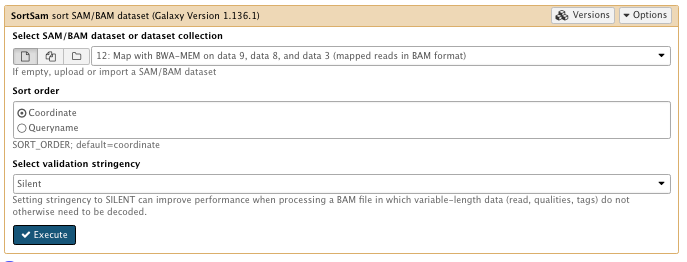 SortSam sort SAM/BAM dataset (Galaxy Version 1.136.1)
Versions
Options
Select SAM/BAM dataset or dataset collection
12: Map with BWA-MEM on data 9, data 8, and data 3 (mapped reads in BAM format)
If empty, upload or import a SAM/BAM dataset
Sort order
Coordinate
Queryname
SORT_ORDER; default=coordinate
Select validation stringency
Silent
Setting stringency to SILENT can improve performance when processing a BAM file in which variable-length data (read, qualities, tags) do not
otherwise need to be decoded.
Execute